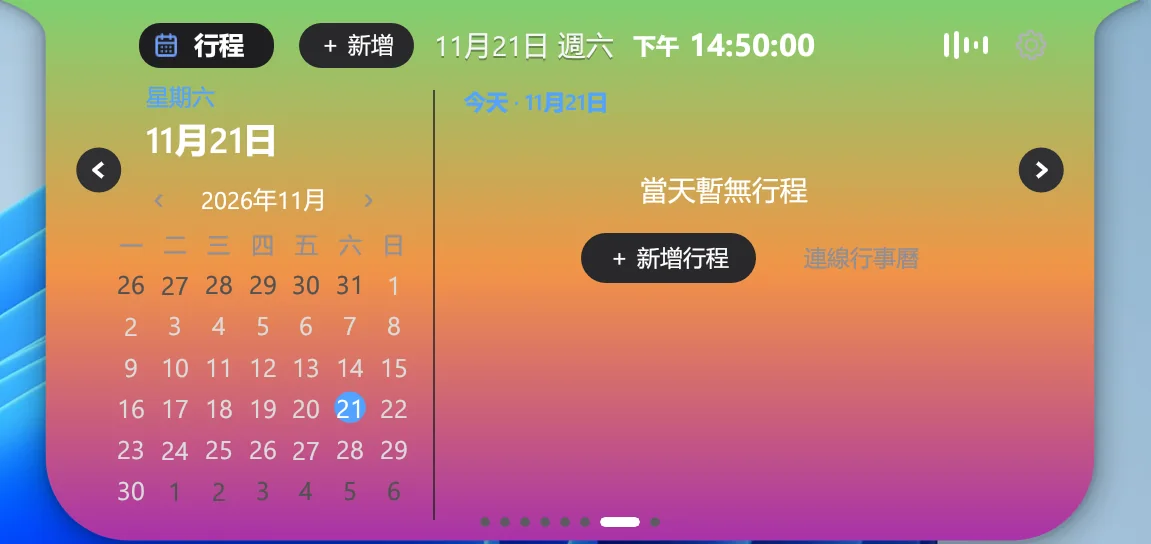 行程 + 新增 11月21日 週六 下午 14:50:00
星期六
11月21日
2026年11月
一 二 三 四 五 六 日
26 27 28 29 30 31 1
2 3 4 5 6 7 8
9 10 11 12 13 14 15
16 17 18 19 20 21 22
23 24 25 26 27 28 29
30 1 2 3 4 5 6
今天 · 11月21日
當天暫無行程
+ 新增行程 連線行事曆